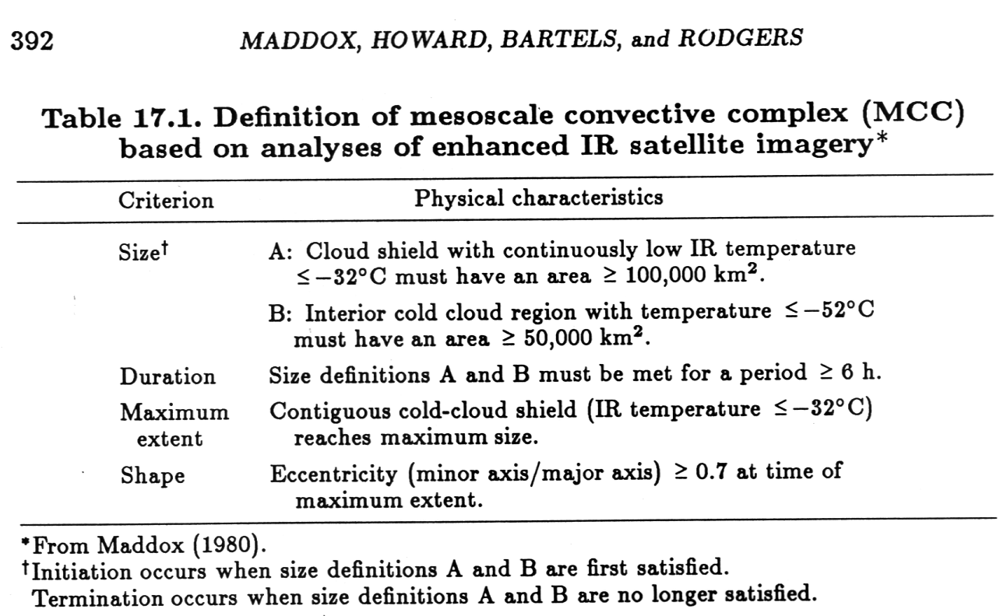 392 MADDOX, HOWARD, BARTELS, and RODGERS
Table 17.1. Definition of mesoscale convective complex (MCC)
based on analyses of enhanced IR satellite imagery*
Criterion Physical characteristics
Size† A: Cloud shield with continuously low IR temperature
≤ −32°C must have an area ≥ 100,000 km².
B: Interior cold cloud region with temperature ≤ −52°C
must have an area ≥ 50,000 km².
Duration Size definitions A and B must be met for a period ≥ 6 h.
Maximum Contiguous cold-cloud shield (IR temperature ≤ −32°C)
extent reaches maximum size.
Shape Eccentricity (minor axis/major axis) ≥ 0.7 at time of
maximum extent.
*From Maddox (1980).
†Initiation occurs when size definitions A and B are first satisfied.
Termination occurs when size definitions A and B are no longer satisfied.